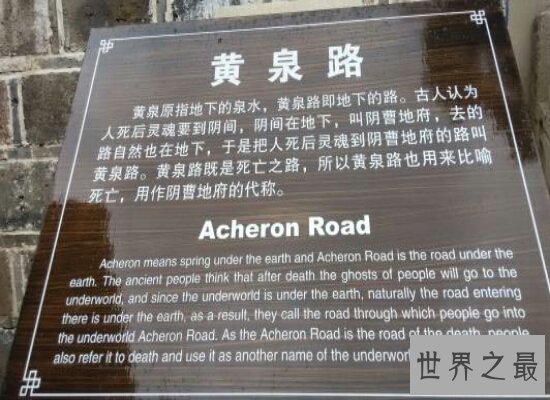 黄泉路
黄泉原指地下的泉水，黄泉路即地下的路。古人认为
人死后灵魂要到阴间，阴间在地下，叫阴曹地府，去的
路自然也在地下，于是把人死后灵魂到阴曹地府的路叫
黄泉路。黄泉路既是死亡之路，所以黄泉路也用来比喻
死亡，用作阴曹地府的代称。
Acheron Road
Acheron means spring under the earth and Acheron Road is the road under the
earth. The ancient people think that after death the ghosts of people will go to the
underworld, and since the underworld is under the earth, naturally the road entering
there is under the earth, as a result, they call the road through which people go into
the underworld Acheron Road. As the Acheron Road is the road of the death, people
also refer it to death and use it as another name of the underwor
世界之最